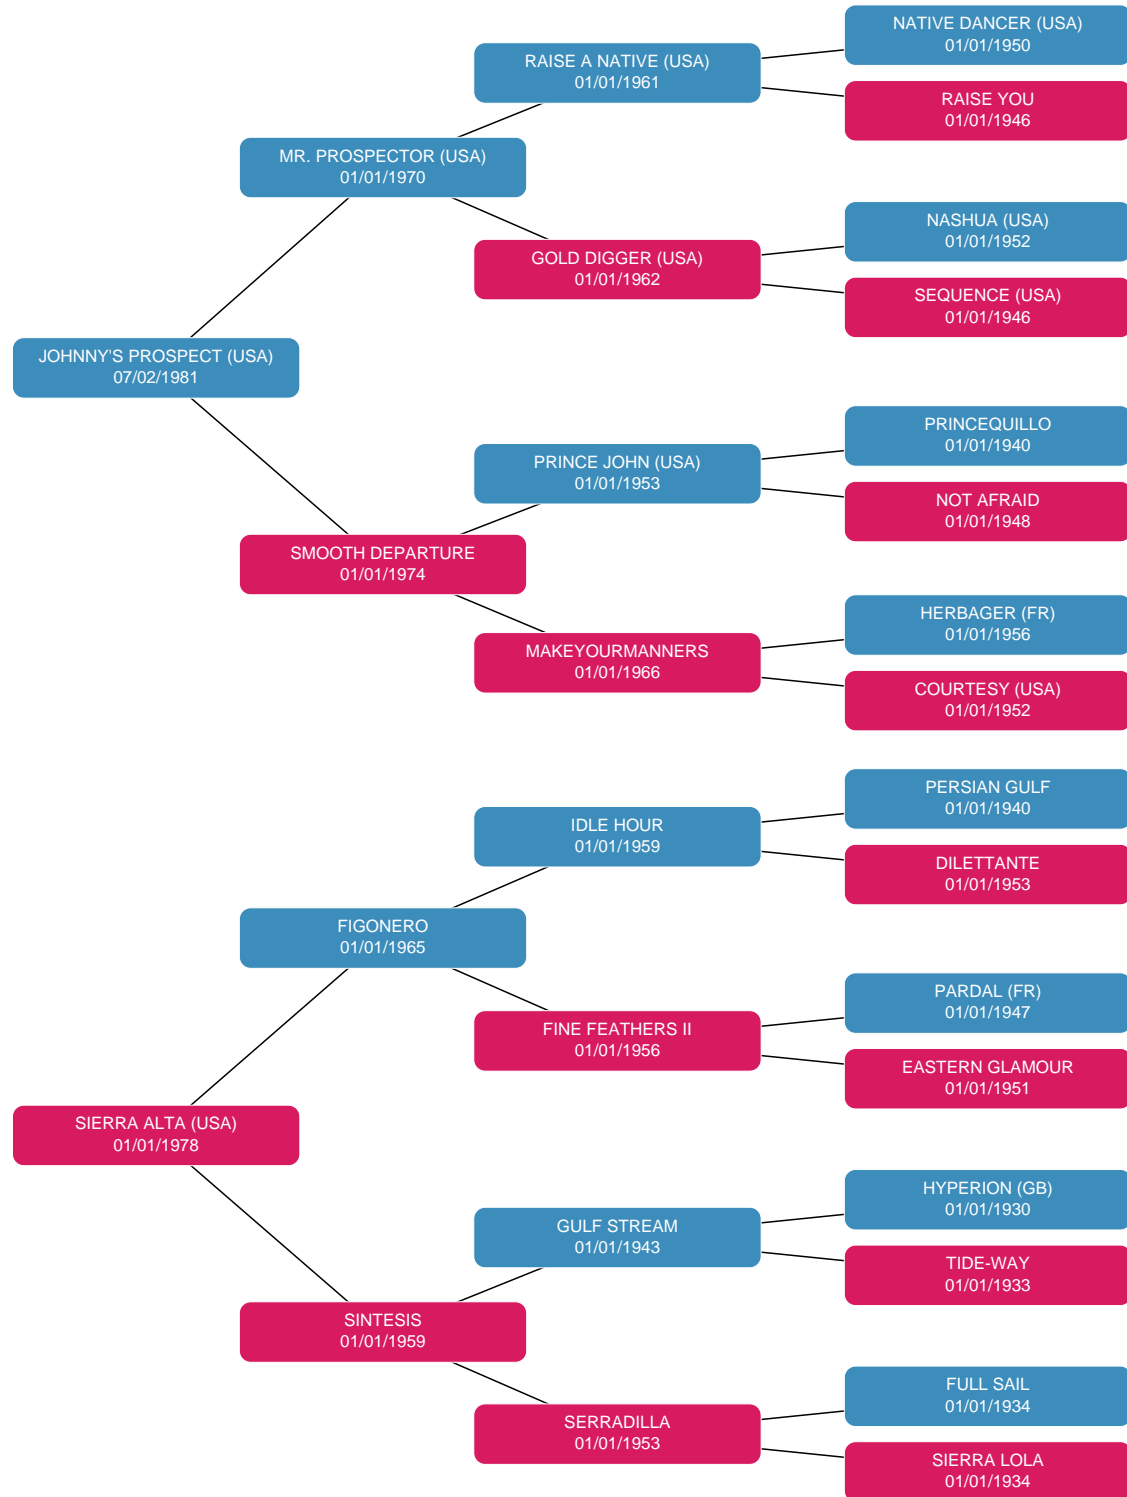 NATIVE DANCER (USA)
01/01/1950
RAISE A NATIVE (USA)
01/01/1961
RAISE YOU
01/01/1946
MR. PROSPECTOR (USA)
01/01/1970
NASHUA (USA)
01/01/1952
GOLD DIGGER (USA)
01/01/1962
SEQUENCE (USA)
01/01/1946
JOHNNY'S PROSPECT (USA)
07/02/1981
PRINCEQUILLO
01/01/1940
PRINCE JOHN (USA)
01/01/1953
NOT AFRAID
01/01/1948
SMOOTH DEPARTURE
01/01/1974
HERBAGER (FR)
01/01/1956
MAKEYOURMANNERS
01/01/1966
COURTESY (USA)
01/01/1952
PERSIAN GULF
01/01/1940
IDLE HOUR
01/01/1959
DILETTANTE
01/01/1953
FIGONERO
01/01/1965
PARDAL (FR)
01/01/1947
FINE FEATHERS II
01/01/1956
EASTERN GLAMOUR
01/01/1951
SIERRA ALTA (USA)
01/01/1978
HYPERION (GB)
01/01/1930
GULF STREAM
01/01/1943
TIDE-WAY
01/01/1933
SINTESIS
01/01/1959
FULL SAIL
01/01/1934
SERRADILLA
01/01/1953
SIERRA LOLA
01/01/1934